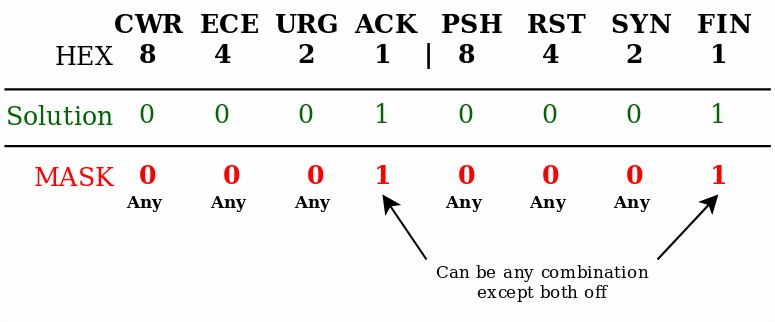 CWR ECE URG ACK PSH RST SYN FIN
HEX 8 4 2 1 | 8 4 2 1
Solution 0 0 0 1 0 0 0 1
MASK 0 0 0 1 0 0 0 1
Any Any Any Any Any Any
Can be any combination
except both off